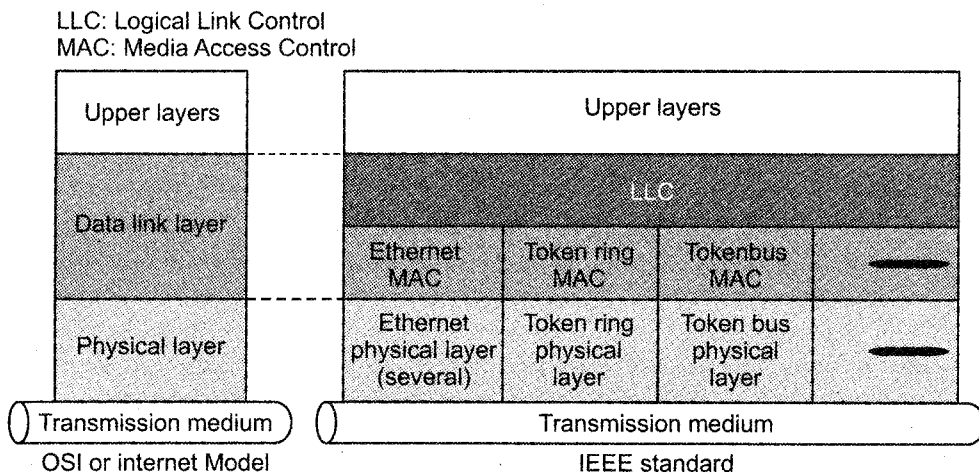 LLC: Logical Link Control
MAC: Media Access Control
Upper layers
Upper layers
Data link layer
LLC
Ethernet
MAC
Token ring
MAC
Tokenbus
MAC
Physical layer
Ethernet
physical layer
(several)
Token ring
physical
layer
Token bus
physical
layer
Transmission medium
Transmission medium
OSI or internet Model
IEEE standard